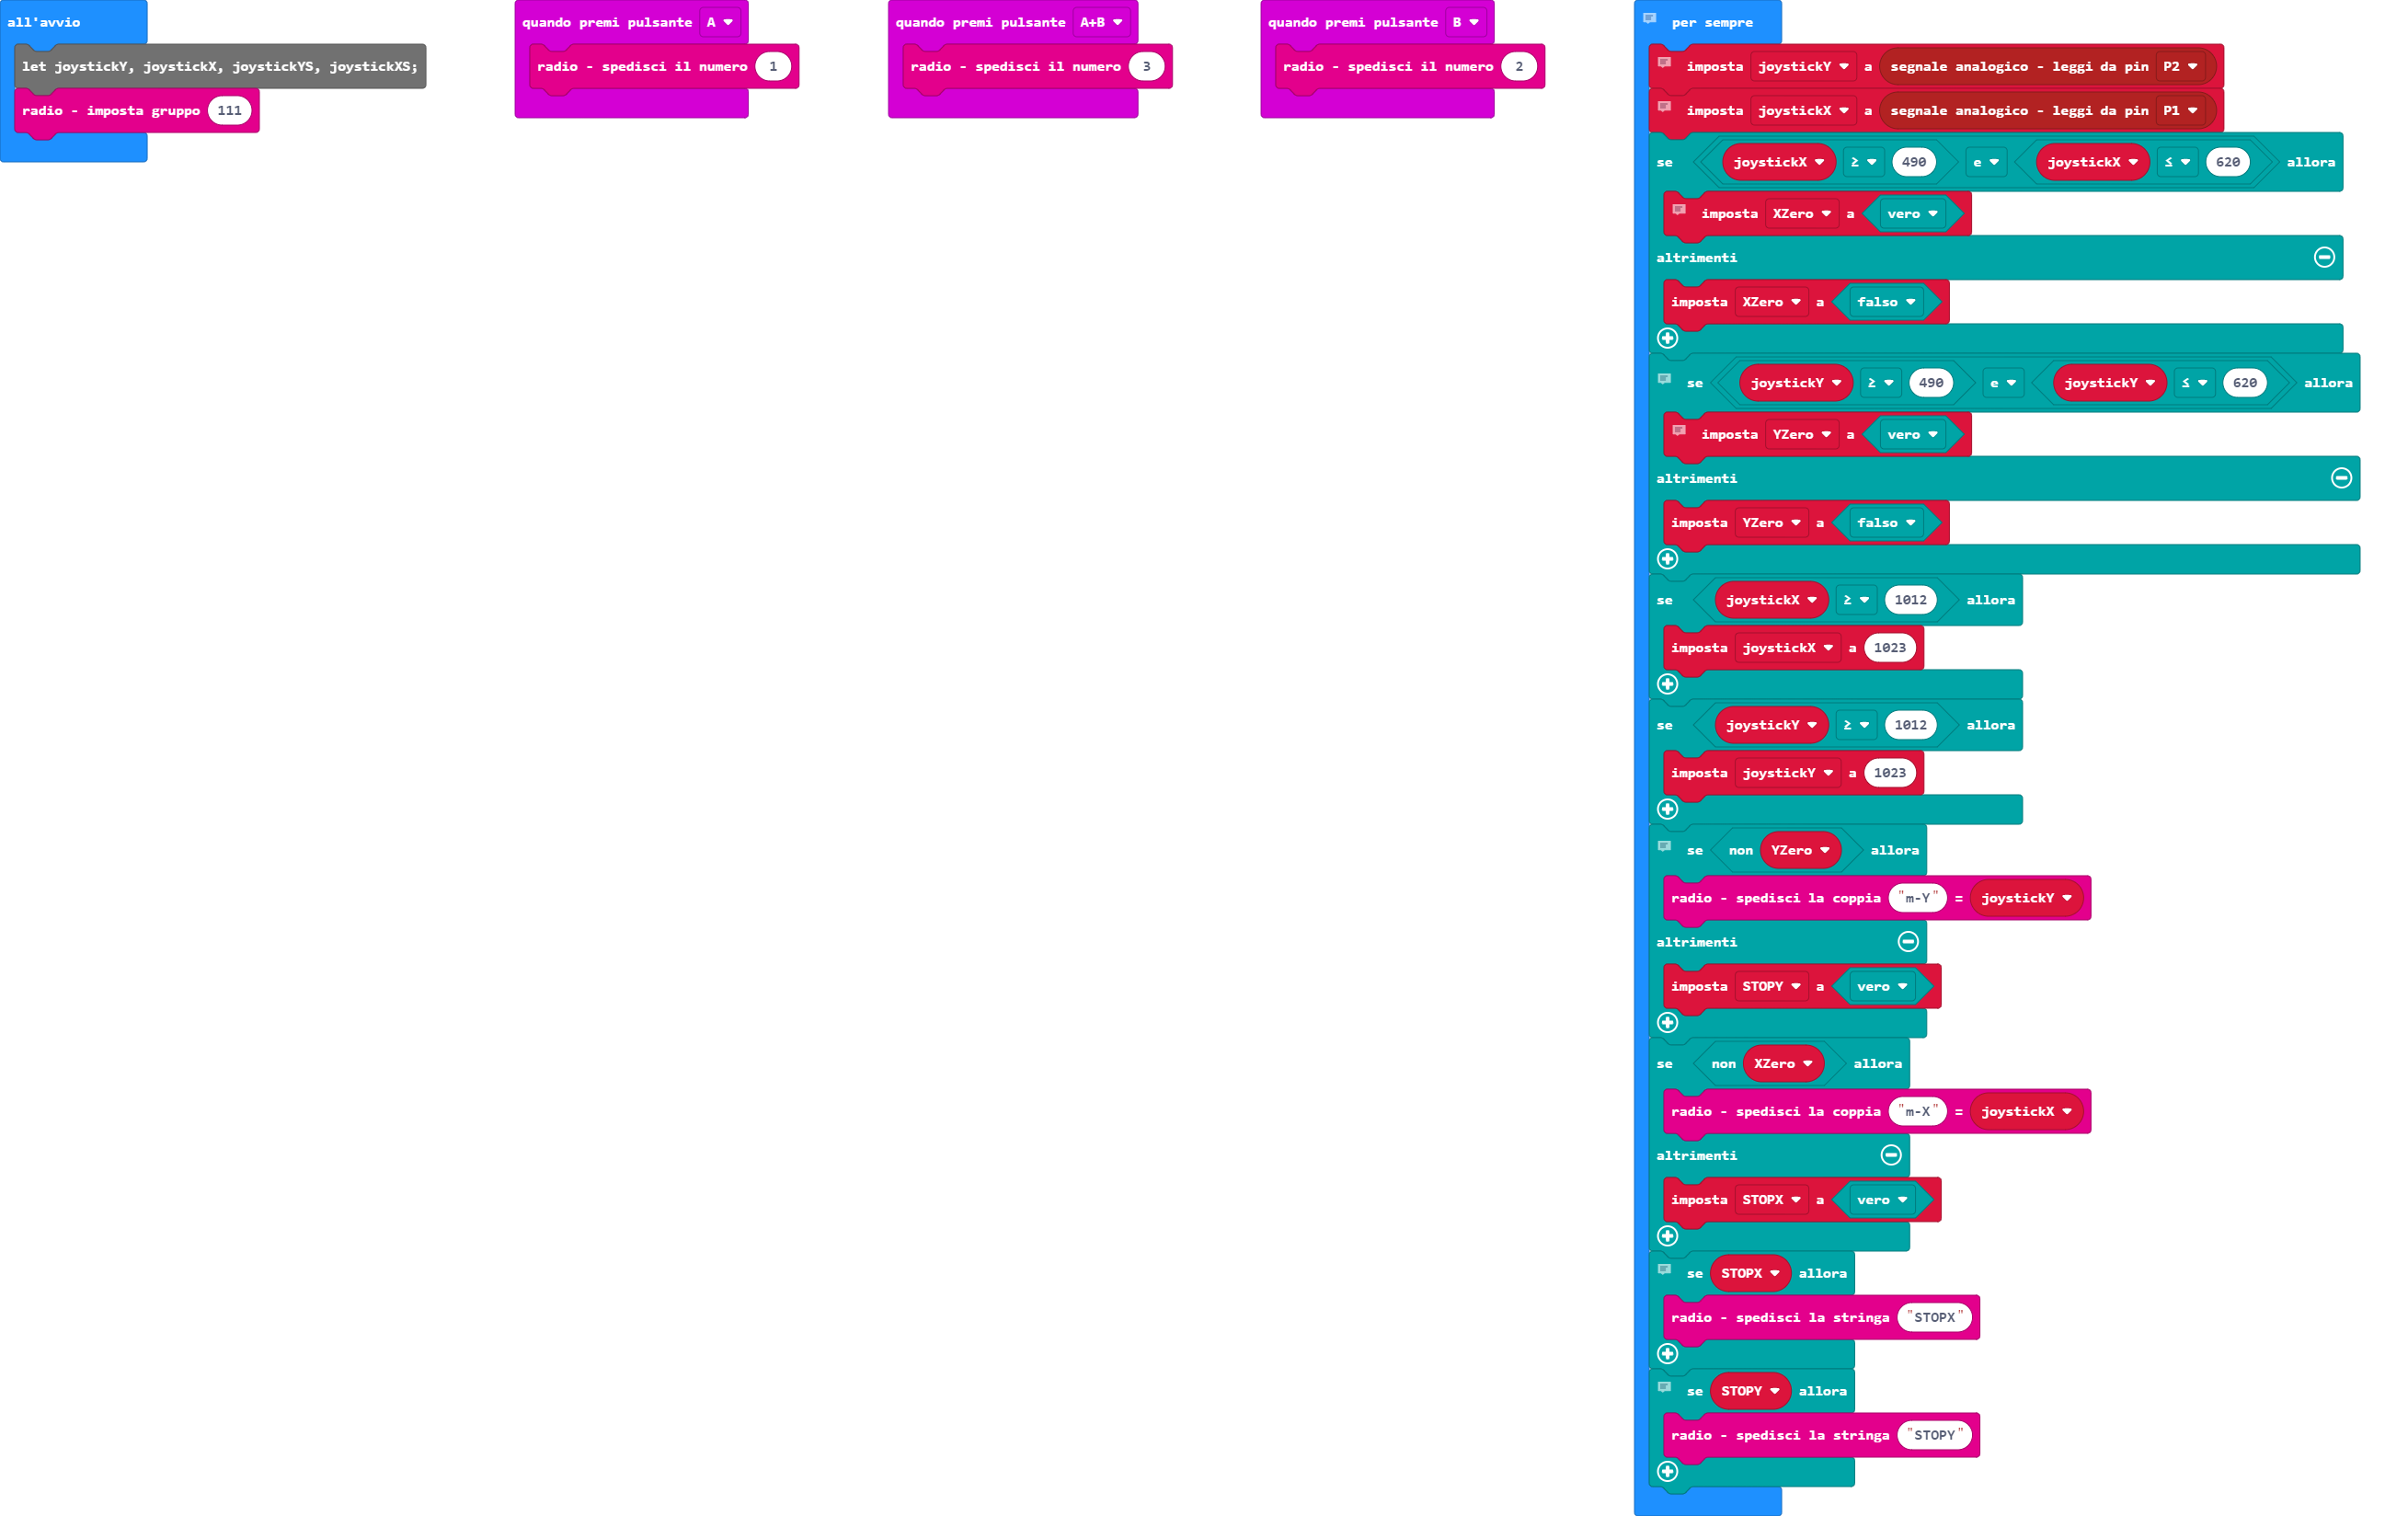 all'avvio
let joystickY, joystickX, joystickYS, joystickXS;
radio - imposta gruppo 111
quando premi pulsante A
radio - spedisci il numero 1
quando premi pulsante A+B
radio - spedisci il numero 3
quando premi pulsante B
radio - spedisci il numero 2
per sempre
imposta joystickY a segnale analogico - leggi da pin P2
imposta joystickX a segnale analogico - leggi da pin P1
se joystickX ≥ 490 e joystickX ≤ 620 allora
imposta XZero a vero
altrimenti
imposta XZero a falso
se joystickY ≥ 490 e joystickY ≤ 620 allora
imposta YZero a vero
altrimenti
imposta YZero a falso
se joystickX ≥ 1012 allora
imposta joystickX a 1023
se joystickY ≥ 1012 allora
imposta joystickY a 1023
se non YZero allora
radio - spedisci la coppia "m-Y" = joystickY
altrimenti
imposta STOPY a vero
se non XZero allora
radio - spedisci la coppia "m-X" = joystickX
altrimenti
imposta STOPX a vero
se STOPX allora
radio - spedisci la stringa "STOPX"
se STOPY allora
radio - spedisci la stringa "STOPY"